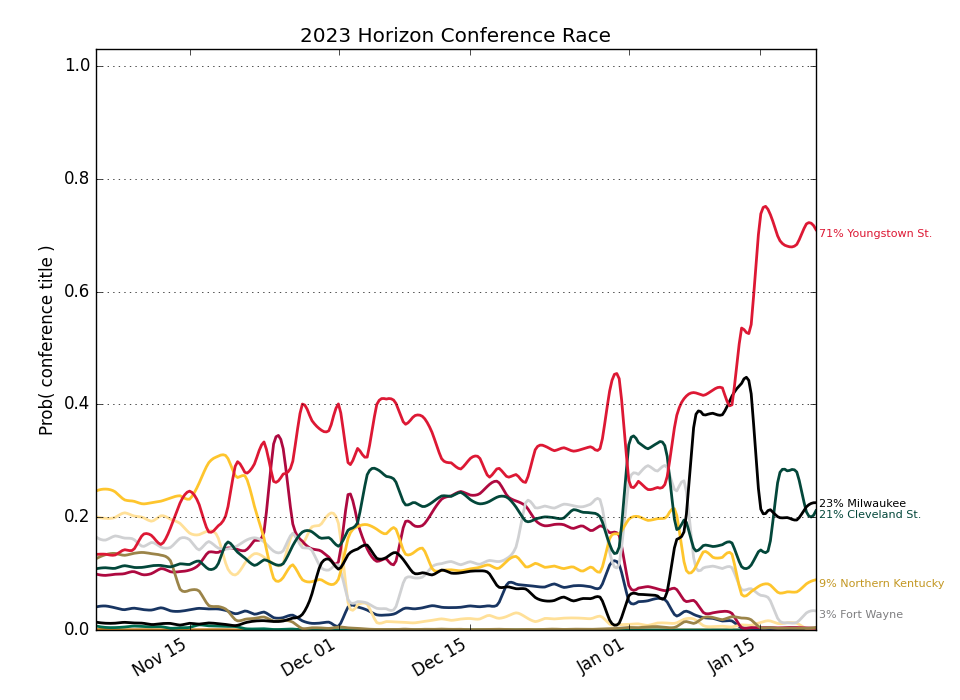 2023 Horizon Conference Race
Prob( conference title )
1.0
0.8
0.6
0.4
0.2
0.0
71% Youngstown St.
23% Milwaukee
21% Cleveland St.
9% Northern Kentucky
3% Fort Wayne
Nov 15
Dec 01
Dec 15
Jan 01
Jan 15